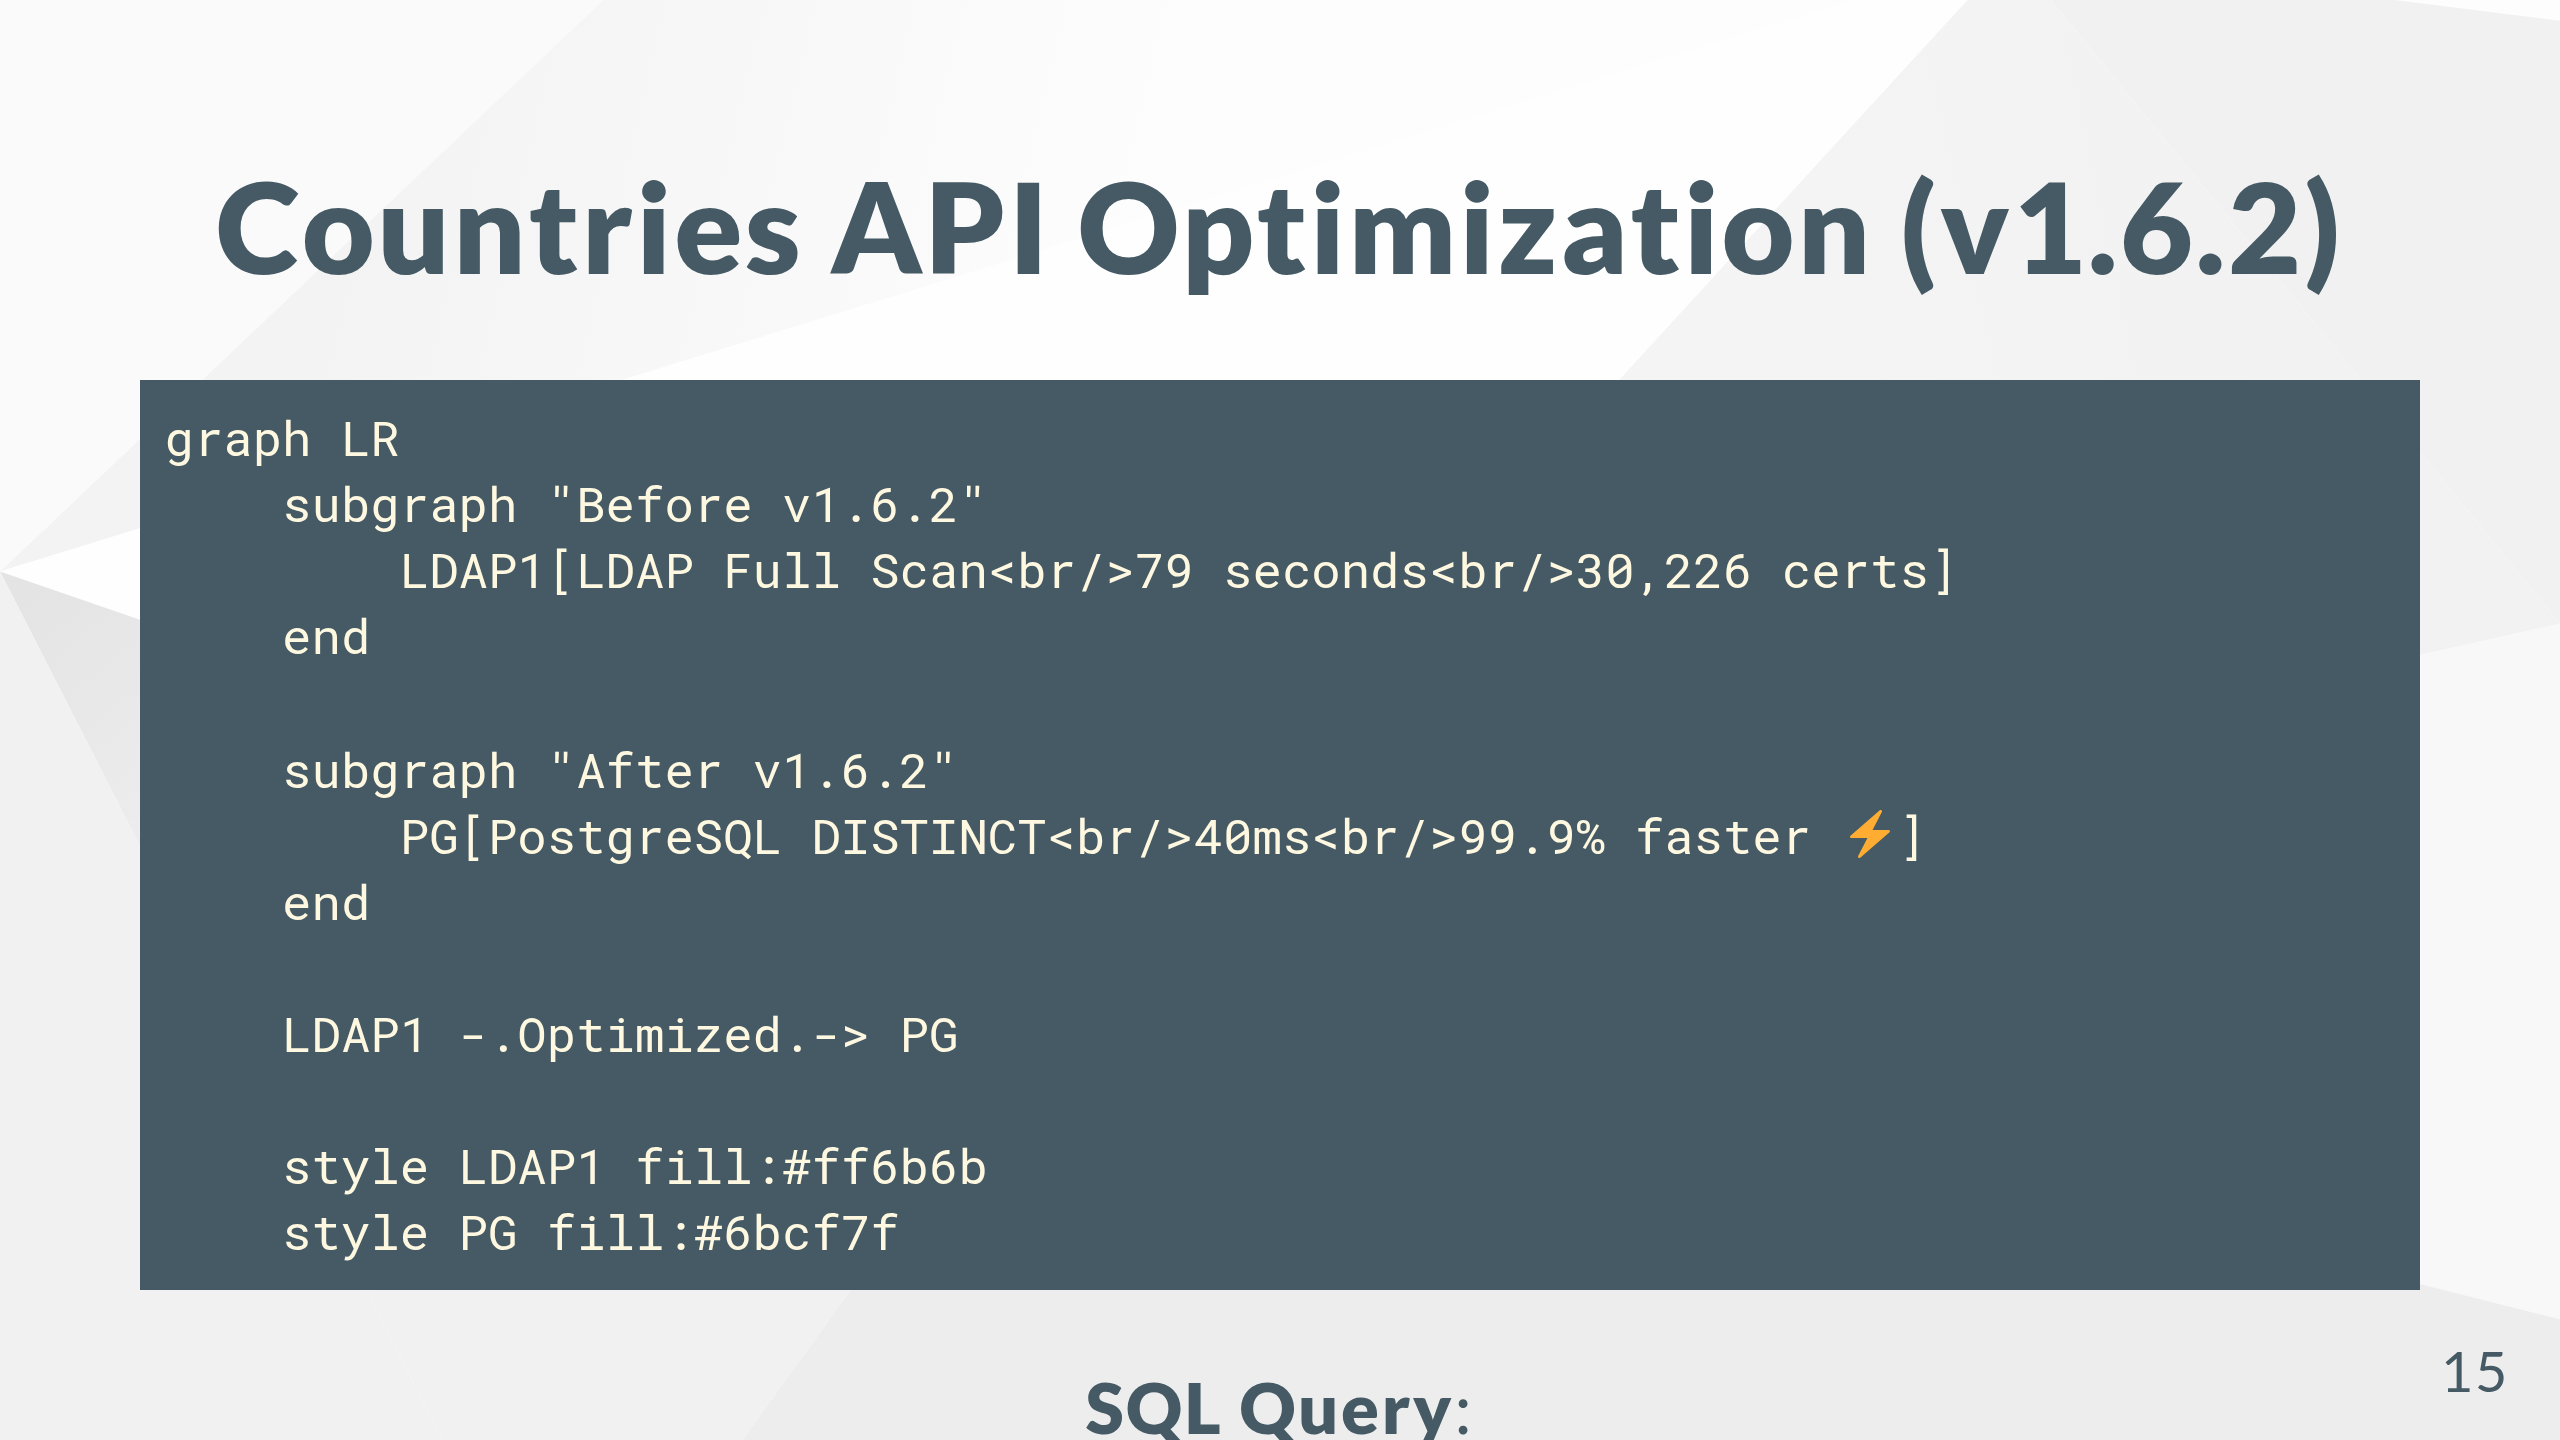 Countries API Optimization (v1.6.2)
graph LR
    subgraph "Before v1.6.2"
        LDAP1[LDAP Full Scan<br/>79 seconds<br/>30,226 certs]
    end

    subgraph "After v1.6.2"
        PG[PostgreSQL DISTINCT<br/>40ms<br/>99.9% faster ⚡]
    end

    LDAP1 -.Optimized.-> PG

    style LDAP1 fill:#ff6b6b
    style PG fill:#6bcf7f
SQL Query:
15